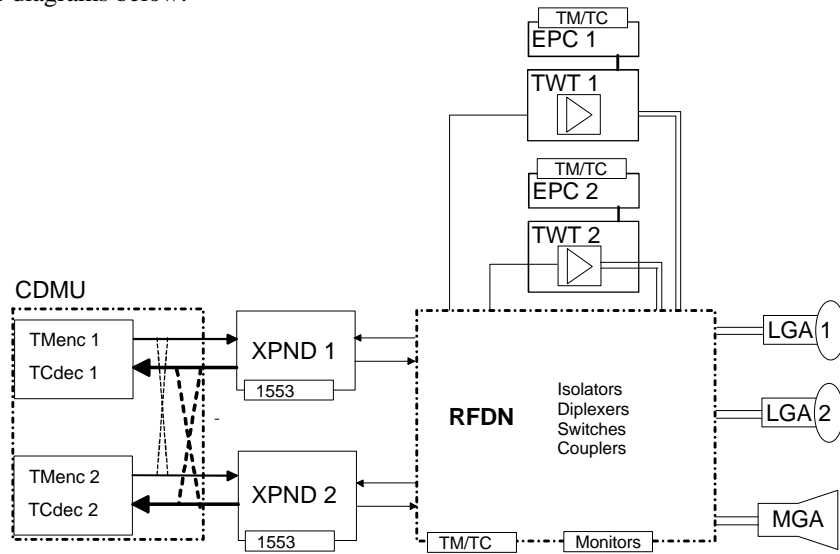 diagrams below.
TM/TC
EPC 1
TWT 1
TM/TC
EPC 2
TWT 2
CDMU
TMenc 1
TCdec 1
XPND 1
1553
TMenc 2
TCdec 2
XPND 2
1553
RFDN
Isolators
Diplexers
Switches
Couplers
TM/TC
Monitors
LGA 1
LGA 2
MGA